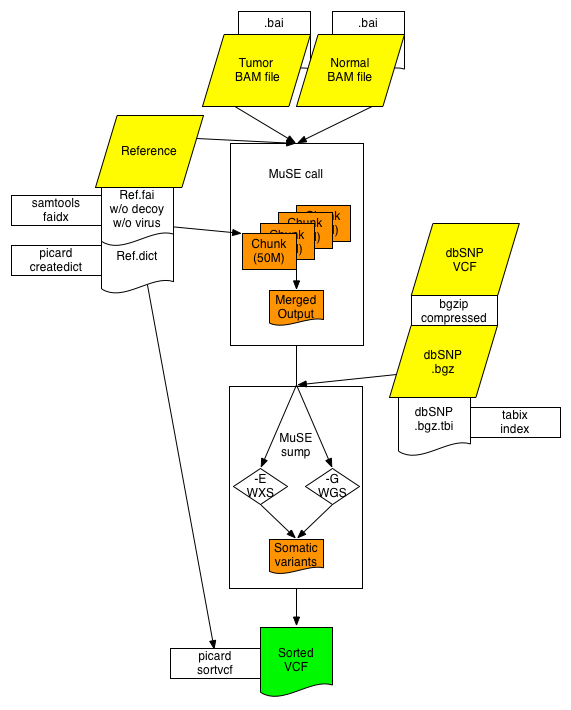 .bai
.bai
Tumor
BAM file
Normal
BAM file
Reference
MuSE call
samtools
faidx
Ref.fai
w/o decoy
w/o virus
picard
createdict
Ref.dict
Chunk
(50M)
Merged
Output
dbSNP
VCF
bgzip
compressed
dbSNP
.bgz
dbSNP
.bgz.tbi
tabix
index
MuSE
sump
-E
WXS
-G
WGS
Somatic
variants
picard
sortvcf
Sorted
VCF